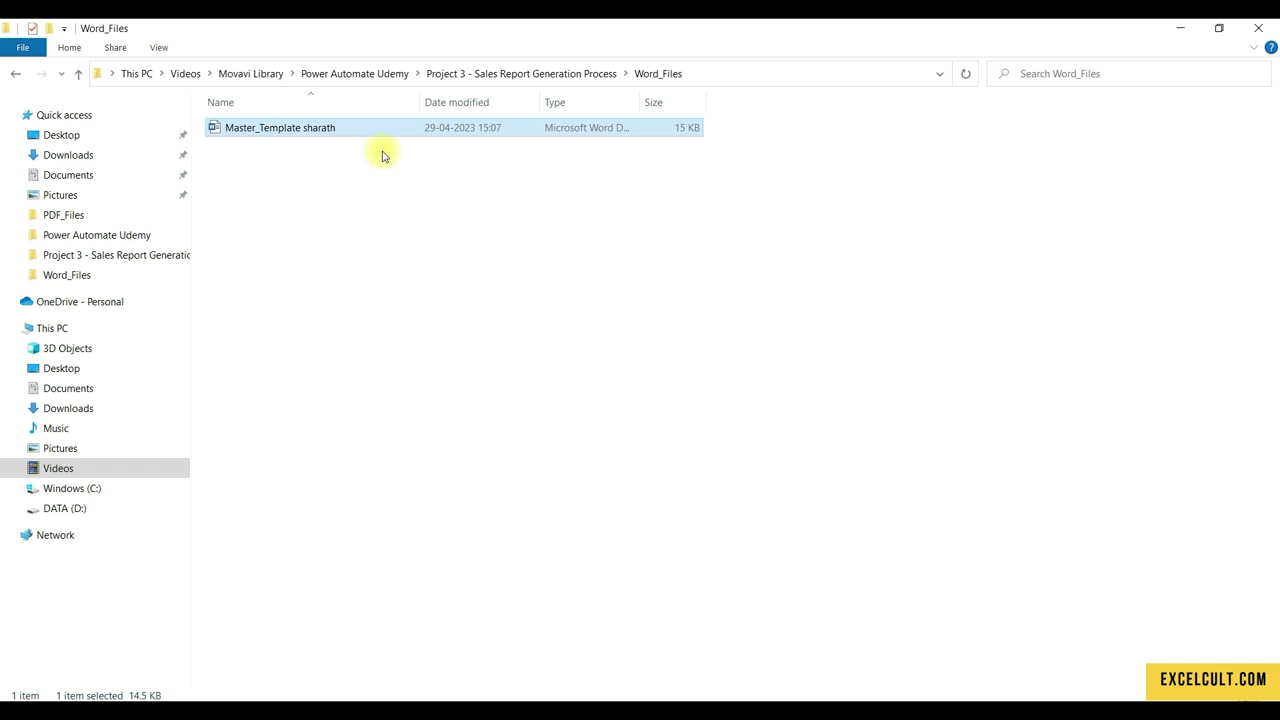 Word_Files
File Home Share View
This PC Videos Movavi Library Power Automate Udemy Project 3 - Sales Report Generation Process Word_Files Search Word_Files
Name Date modified Type Size
Master_Template sharath 29-04-2023 15:07 Microsoft Word D... 15 KB
Quick access
Desktop
Downloads
Documents
Pictures
PDF_Files
Power Automate Udemy
Project 3 - Sales Report Generatio
Word_Files
OneDrive - Personal
This PC
3D Objects
Desktop
Documents
Downloads
Music
Pictures
Videos
Windows (C:)
DATA (D:)
Network
1 item 1 item selected 14.5 KB
EXCELCULT.COM